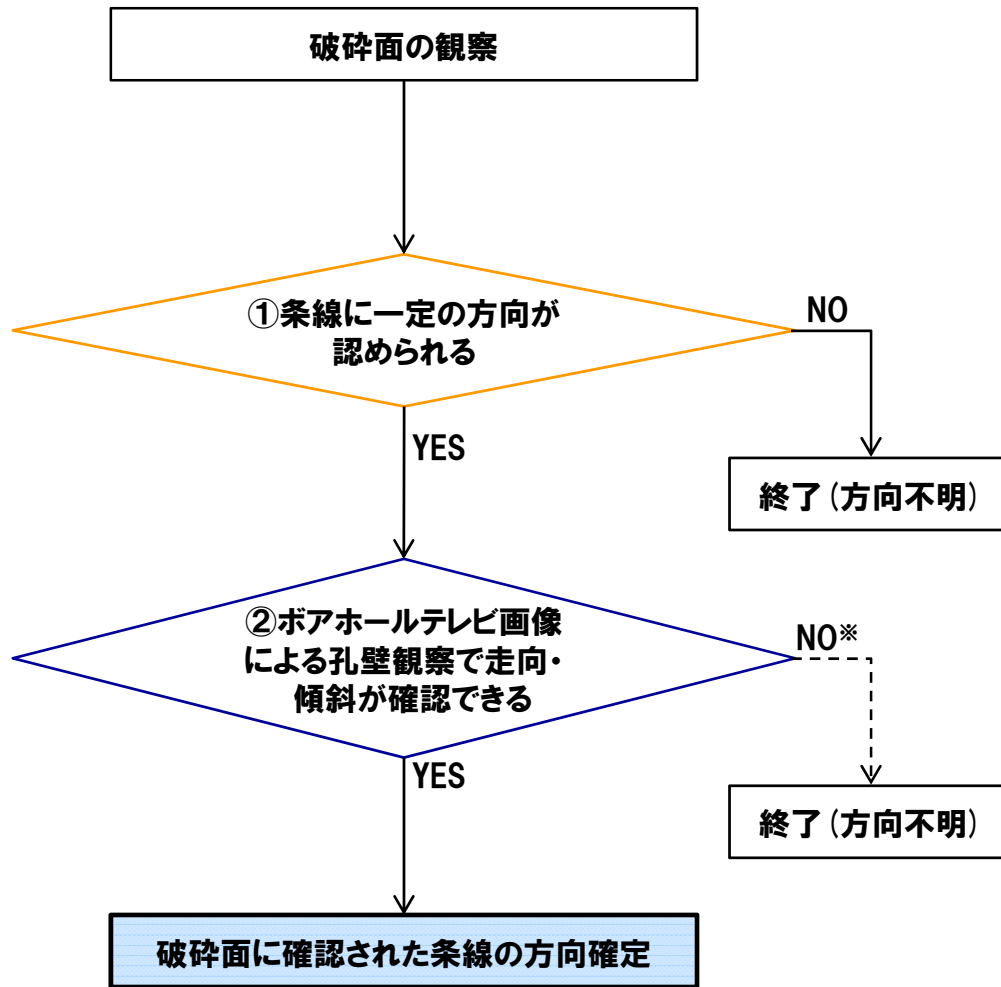 破砕面の観察
①条線に一定の方向が
認められる
NO
YES
終了(方向不明)
②ボアホールテレビ画像
による孔壁観察で走向・
傾斜が確認できる
NO※
YES
終了(方向不明)
破砕面に確認された条線の方向確定